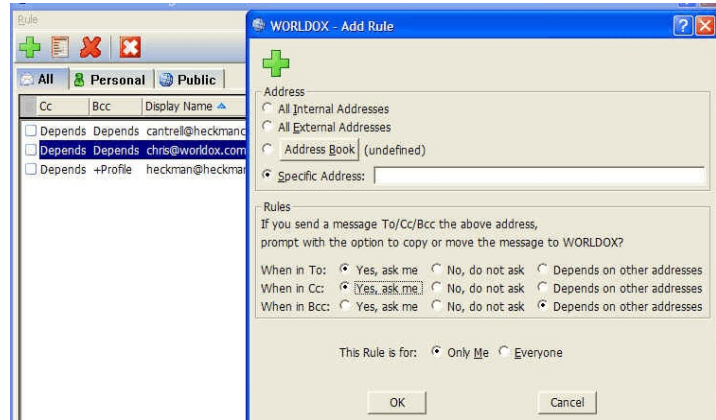 Rule
All Personal Public
Cc Bcc Display Name
Depends Depends cantrell@heckmanc
Depends Depends chris@worldox.com
Depends +Profile heckman@heckmar
WORLDOX - Add Rule
Address
All Internal Addresses
All External Addresses
Address Book (undefined)
Specific Address:
Rules
If you send a message To/Cc/Bcc the above address,
prompt with the option to copy or move the message to WORLDOX?
When in To: Yes, ask me No, do not ask Depends on other addresses
When in Cc: Yes, ask me No, do not ask Depends on other addresses
When in Bcc: Yes, ask me No, do not ask Depends on other addresses
This Rule is for: Only Me Everyone
OK Cancel